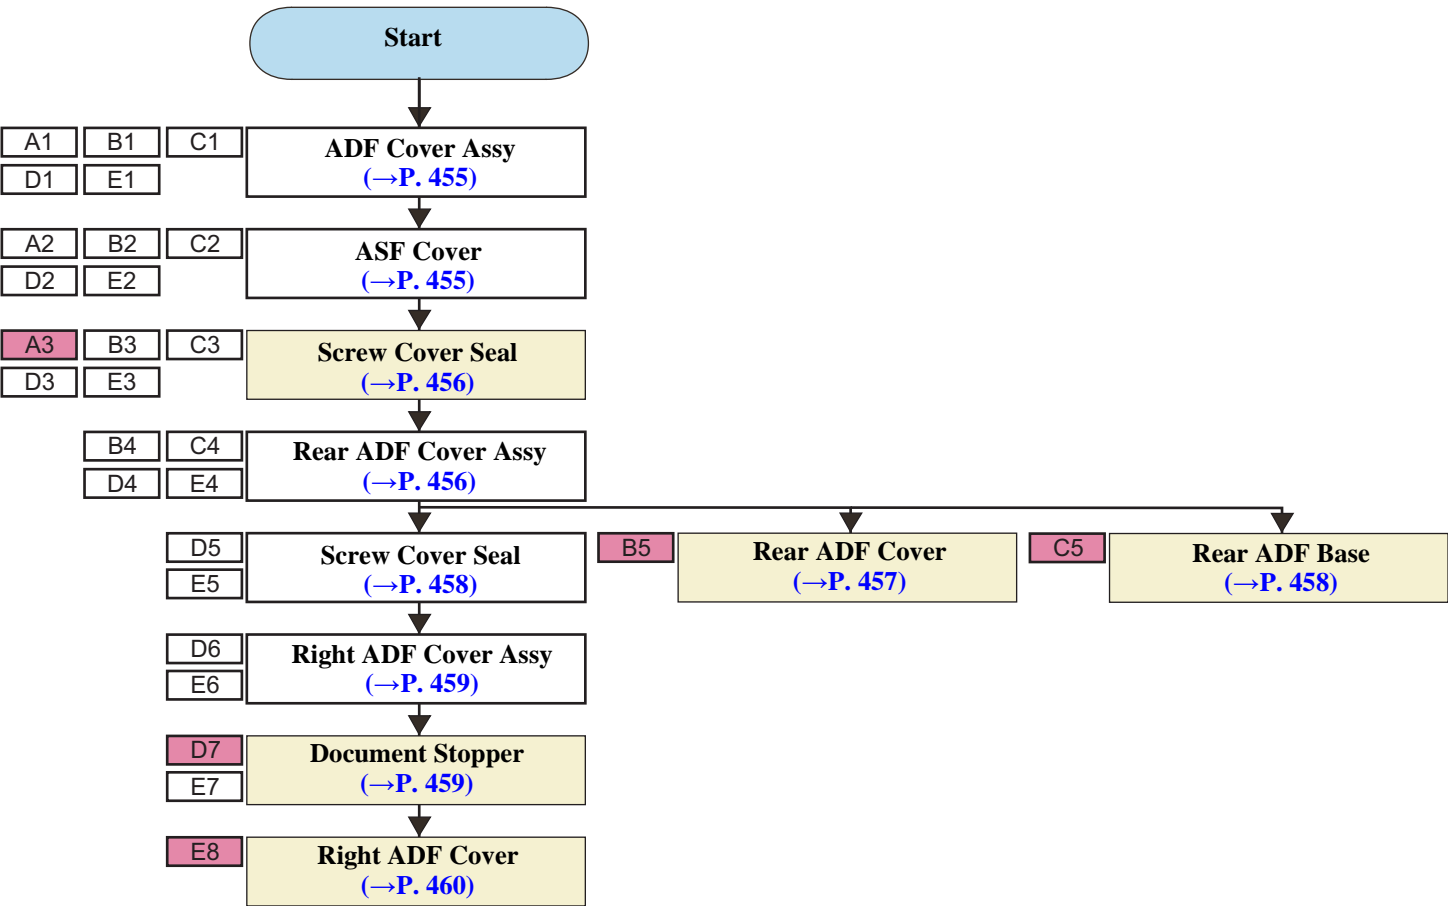 Start
A1 B1 C1
D1 E1
ADF Cover Assy
(→P. 455)
A2 B2 C2
D2 E2
ASF Cover
(→P. 455)
A3 B3 C3
D3 E3
Screw Cover Seal
(→P. 456)
B4 C4
D4 E4
Rear ADF Cover Assy
(→P. 456)
D5
E5
Screw Cover Seal
(→P. 458)
B5
Rear ADF Cover
(→P. 457)
C5
Rear ADF Base
(→P. 458)
D6
E6
Right ADF Cover Assy
(→P. 459)
D7
E7
Document Stopper
(→P. 459)
E8
Right ADF Cover
(→P. 460)